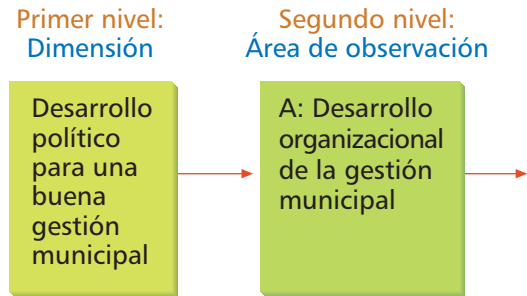 Primer nivel:
Dimensión
Segundo nivel:
Área de observación
Desarrollo
político
para una
buena
gestión
municipal
A: Desarrollo
organizacional
de la gestión
municipal